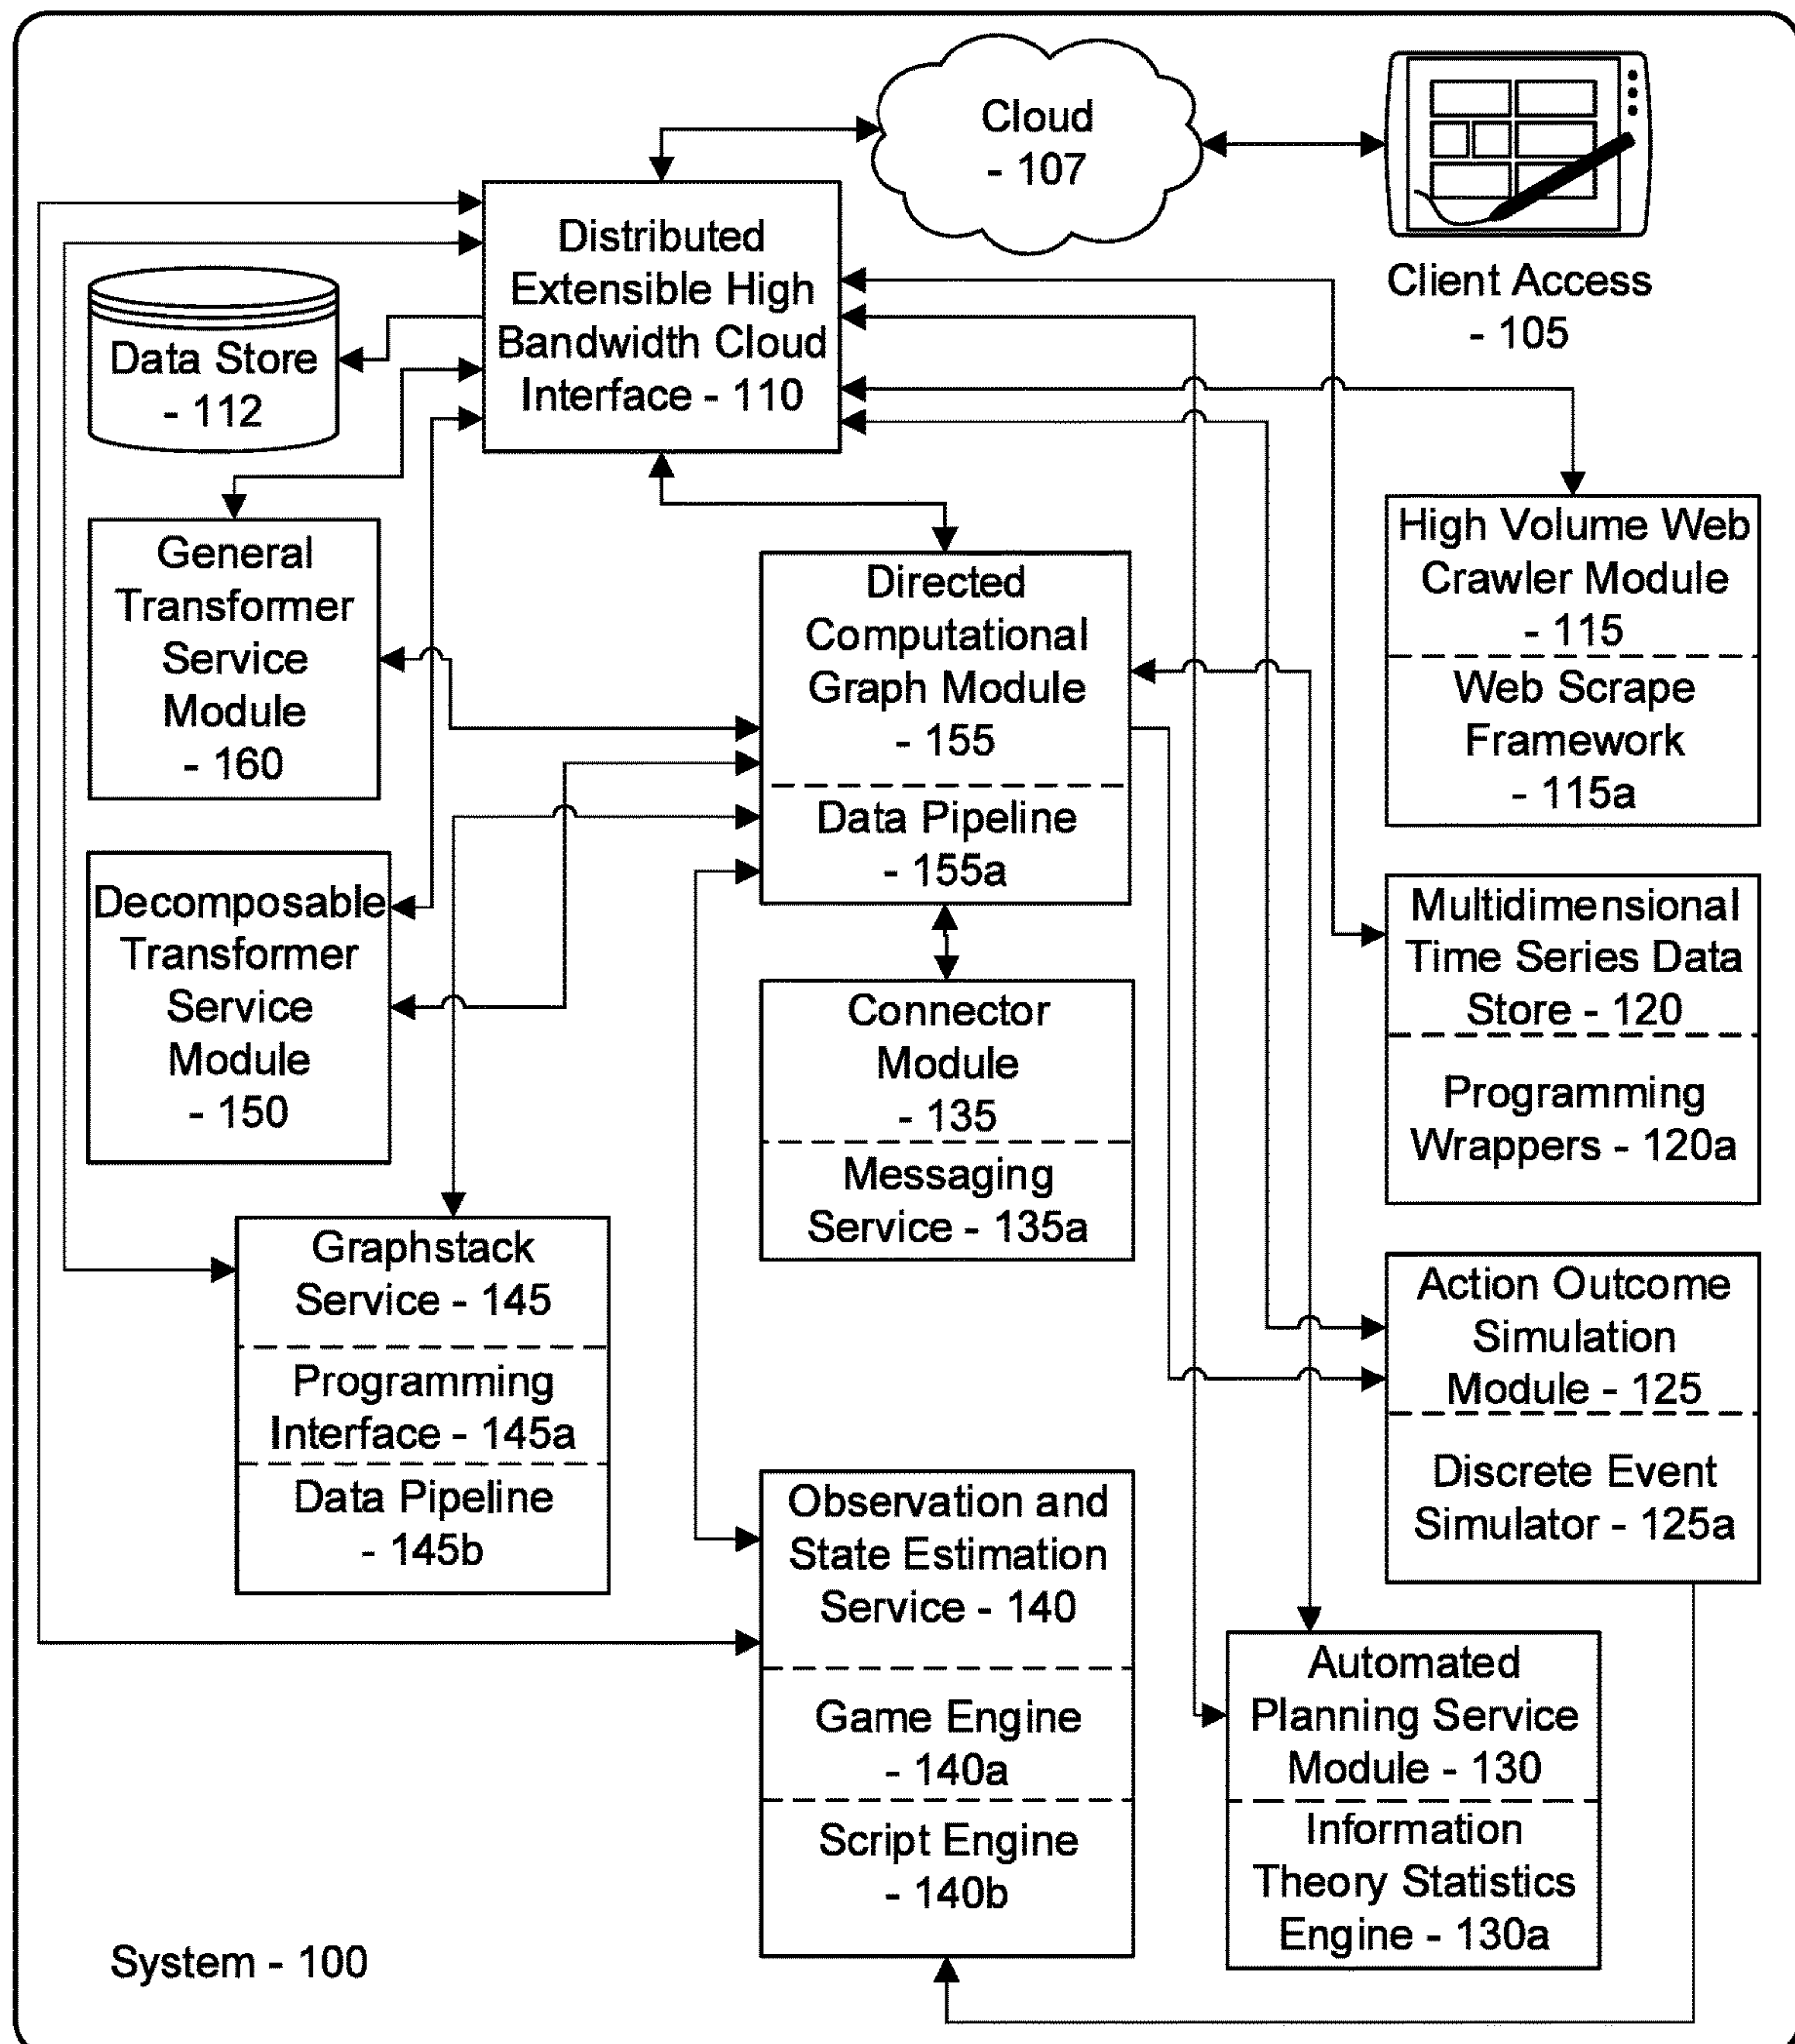 Cloud
- 107
Client Access
- 105
Distributed
Extensible High
Bandwidth Cloud
Interface - 110
Data Store
- 112
General
Transformer
Service
Module
- 160
Directed
Computational
Graph Module
- 155
Data Pipeline
- 155a
High Volume Web
Crawler Module
- 115
Web Scrape
Framework
- 115a
Decomposable
Transformer
Service
Module
- 150
Connector
Module
- 135
Messaging
Service - 135a
Multidimensional
Time Series Data
Store - 120
Programming
Wrappers - 120a
Graphstack
Service - 145
Programming
Interface - 145a
Data Pipeline
- 145b
Action Outcome
Simulation
Module - 125
Discrete Event
Simulator - 125a
Observation and
State Estimation
Service - 140
Game Engine
- 140a
Script Engine
- 140b
Automated
Planning Service
Module - 130
Information
Theory Statistics
Engine - 130a
System - 100